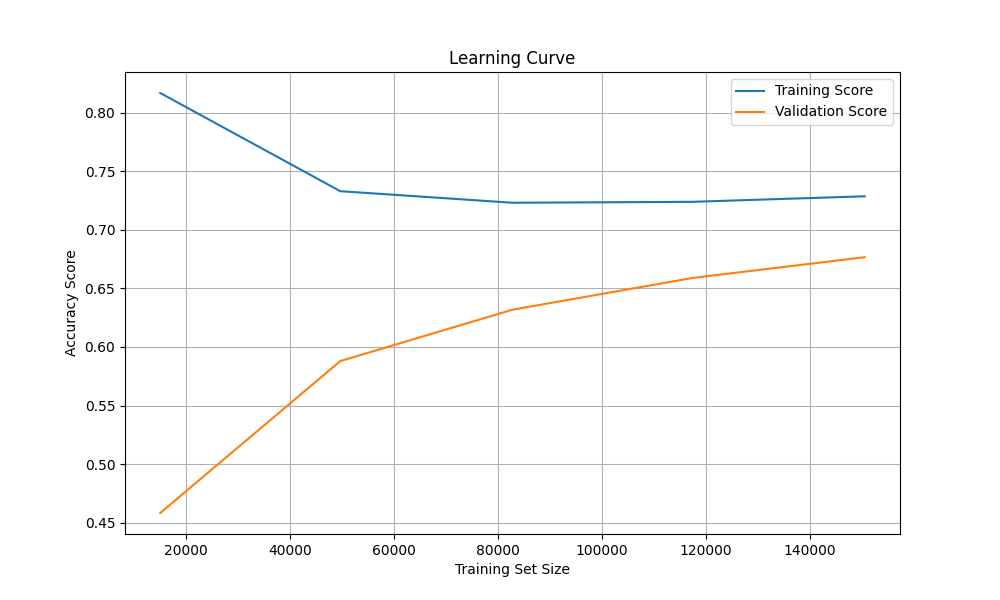 Learning Curve
Training Score
Validation Score
0.80
0.75
0.70
0.65
0.60
0.55
0.50
0.45
Accuracy Score
20000 40000 60000 80000 100000 120000 140000
Training Set Size